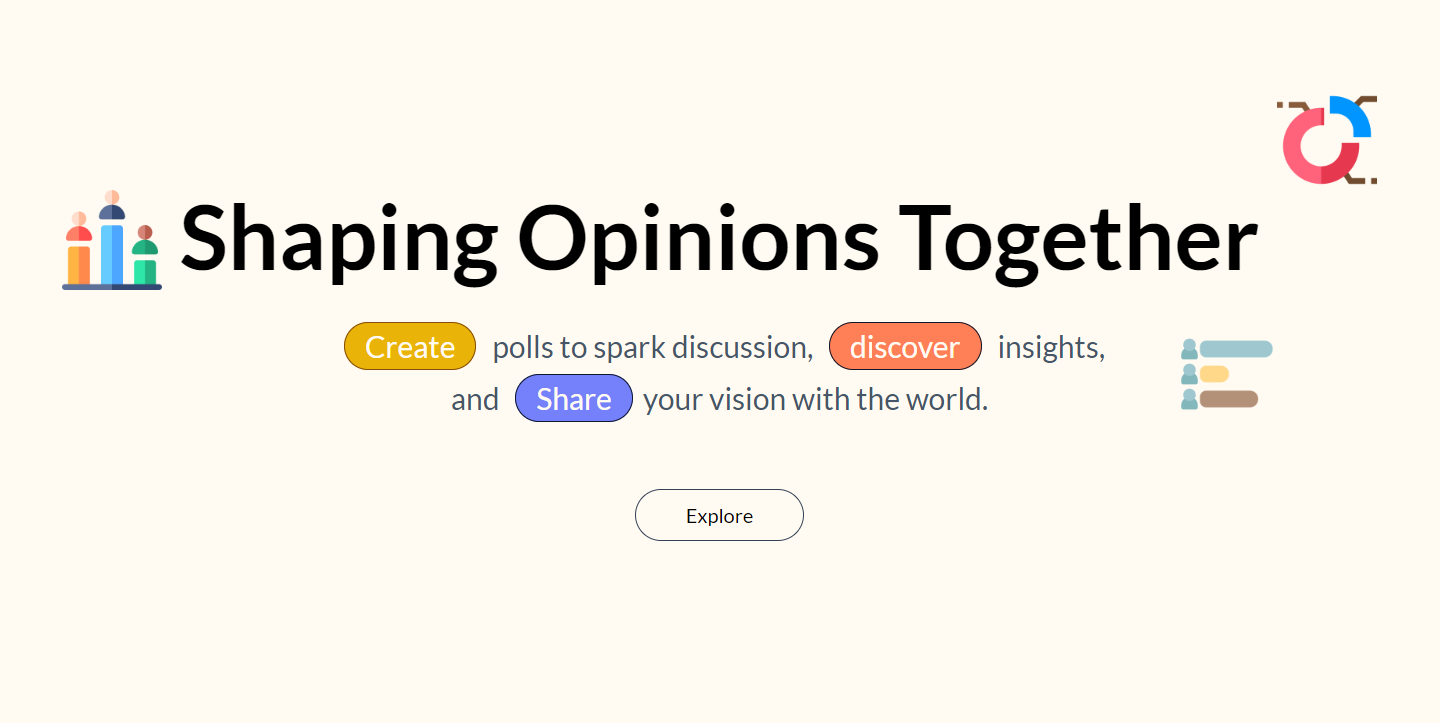 Shaping Opinions Together
Create polls to spark discussion, discover insights,
and Share your vision with the world.
Explore